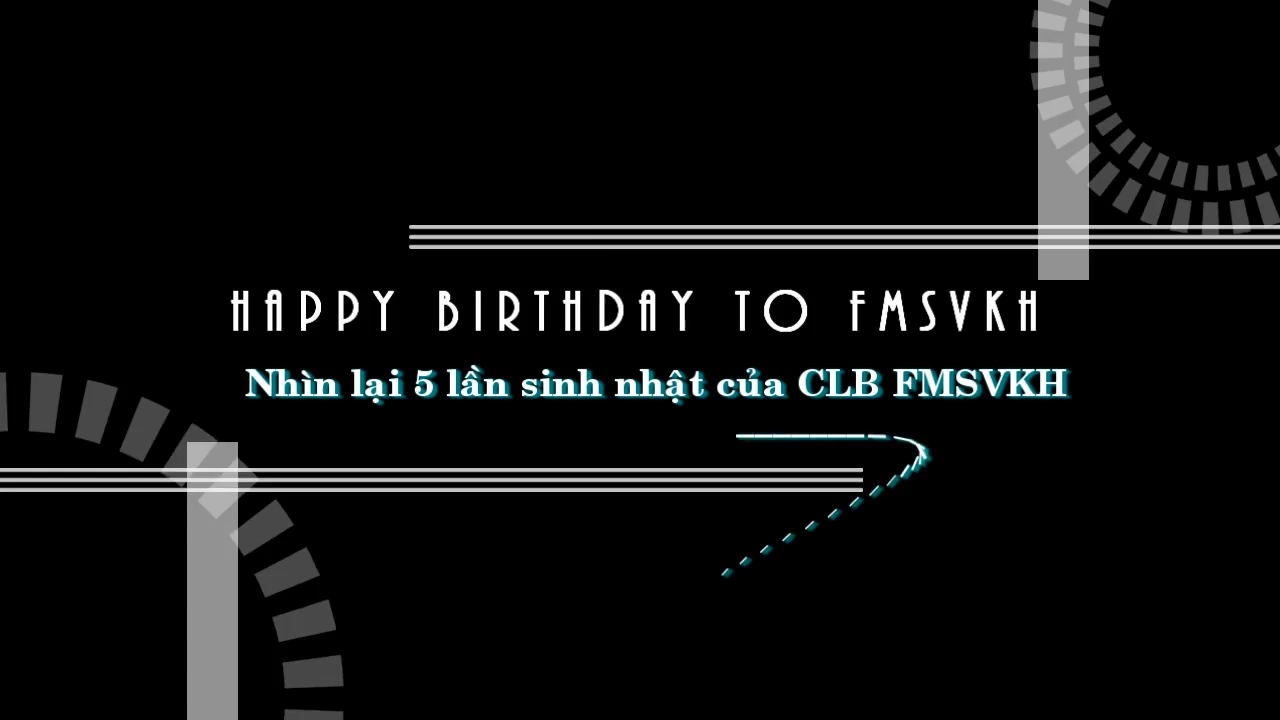 HAPPY BIRTHDAY TO FMSVKH
Nhìn lại 5 lần sinh nhật của CLB FMSVKH